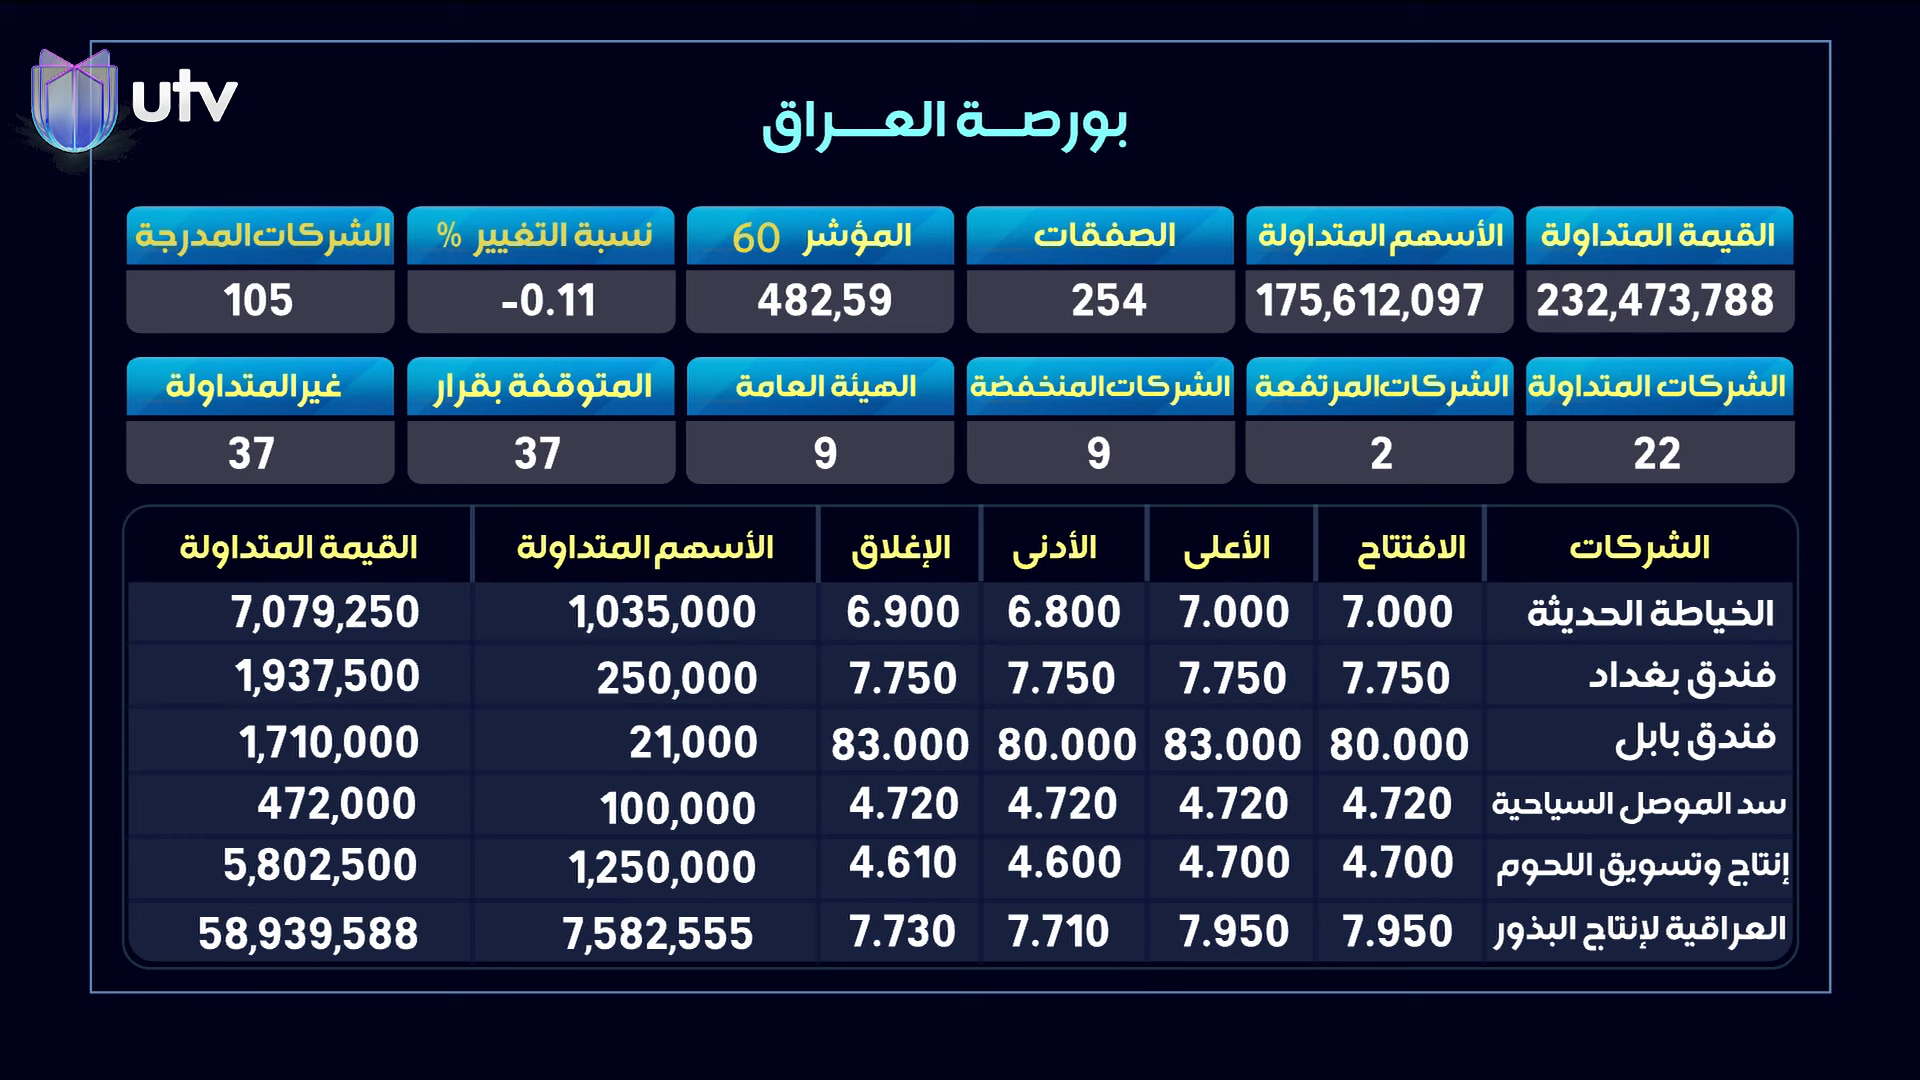 utv
بورصة العراق
القيمة المتداولة الأسهم المتداولة الصفقات المؤشر 60 نسبة التغيير % الشركات المدرجة
232,473,788 175,612,097 254 482,59 -0.11 105
الشركات المتداولة الشركات المرتفعة الشركات المنخفضة الهيئة العامة المتوقفة بقرار غير المتداولة
22 2 9 9 37 37
الشركات الافتتاح الأعلى الأدنى الإغلاق الأسهم المتداولة القيمة المتداولة
الخياطة الحديثة 7.000 7.000 6.800 6.900 1,035,000 7,079,250
فندق بغداد 7.750 7.750 7.750 7.750 250,000 1,937,500
فندق بابل 80.000 83.000 80.000 83.000 21,000 1,710,000
سد الموصل السياحية 4.720 4.720 4.720 4.720 100,000 472,000
إنتاج وتسويق اللحوم 4.700 4.700 4.600 4.610 1,250,000 5,802,500
العراقية لإنتاج البذور 7.950 7.950 7.710 7.730 7,582,555 58,939,588